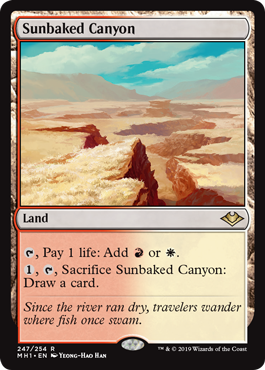 Sunbaked Canyon
Land
, Pay 1 life: Add or .
1, , Sacrifice Sunbaked Canyon:
Draw a card.
Since the river ran dry, travelers wander
where fish once swam.
247/254 R
MH1 • EN Yeong-Hao Han
™ & © 2019 Wizards of the Coast